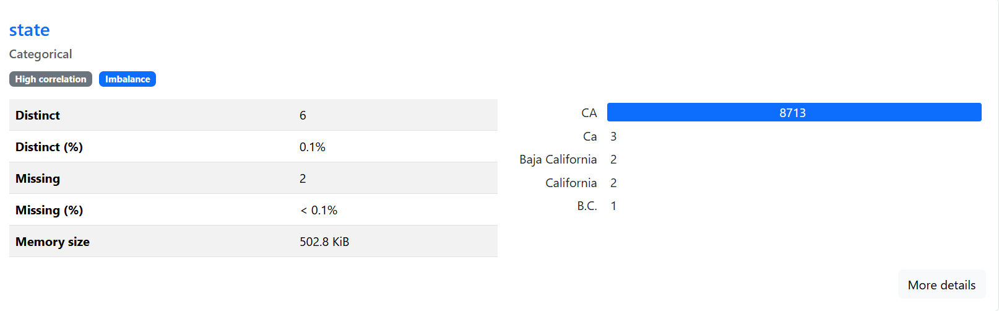 state
Categorical
High correlation Imbalance
Distinct 6
Distinct (%) 0.1%
Missing 2
Missing (%) < 0.1%
Memory size 502.8 KiB
CA 8713
Ca 3
Baja California 2
California 2
B.C. 1
More details